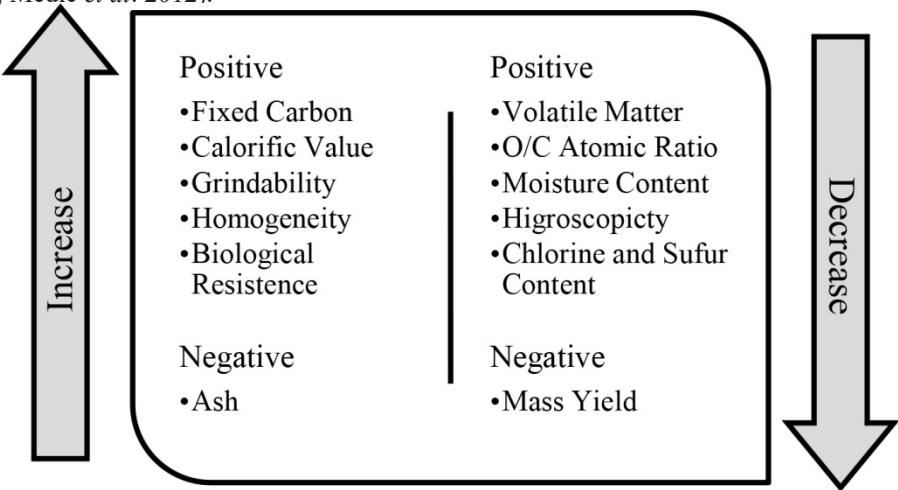 Medic et al. 2012).
Increase
Positive
•Fixed Carbon
•Calorific Value
•Grindability
•Homogeneity
•Biological
Resistence
Negative
•Ash
Positive
•Volatile Matter
•O/C Atomic Ratio
•Moisture Content
•Higroscopicty
•Chlorine and Sufur
Content
Negative
•Mass Yield
Decrease